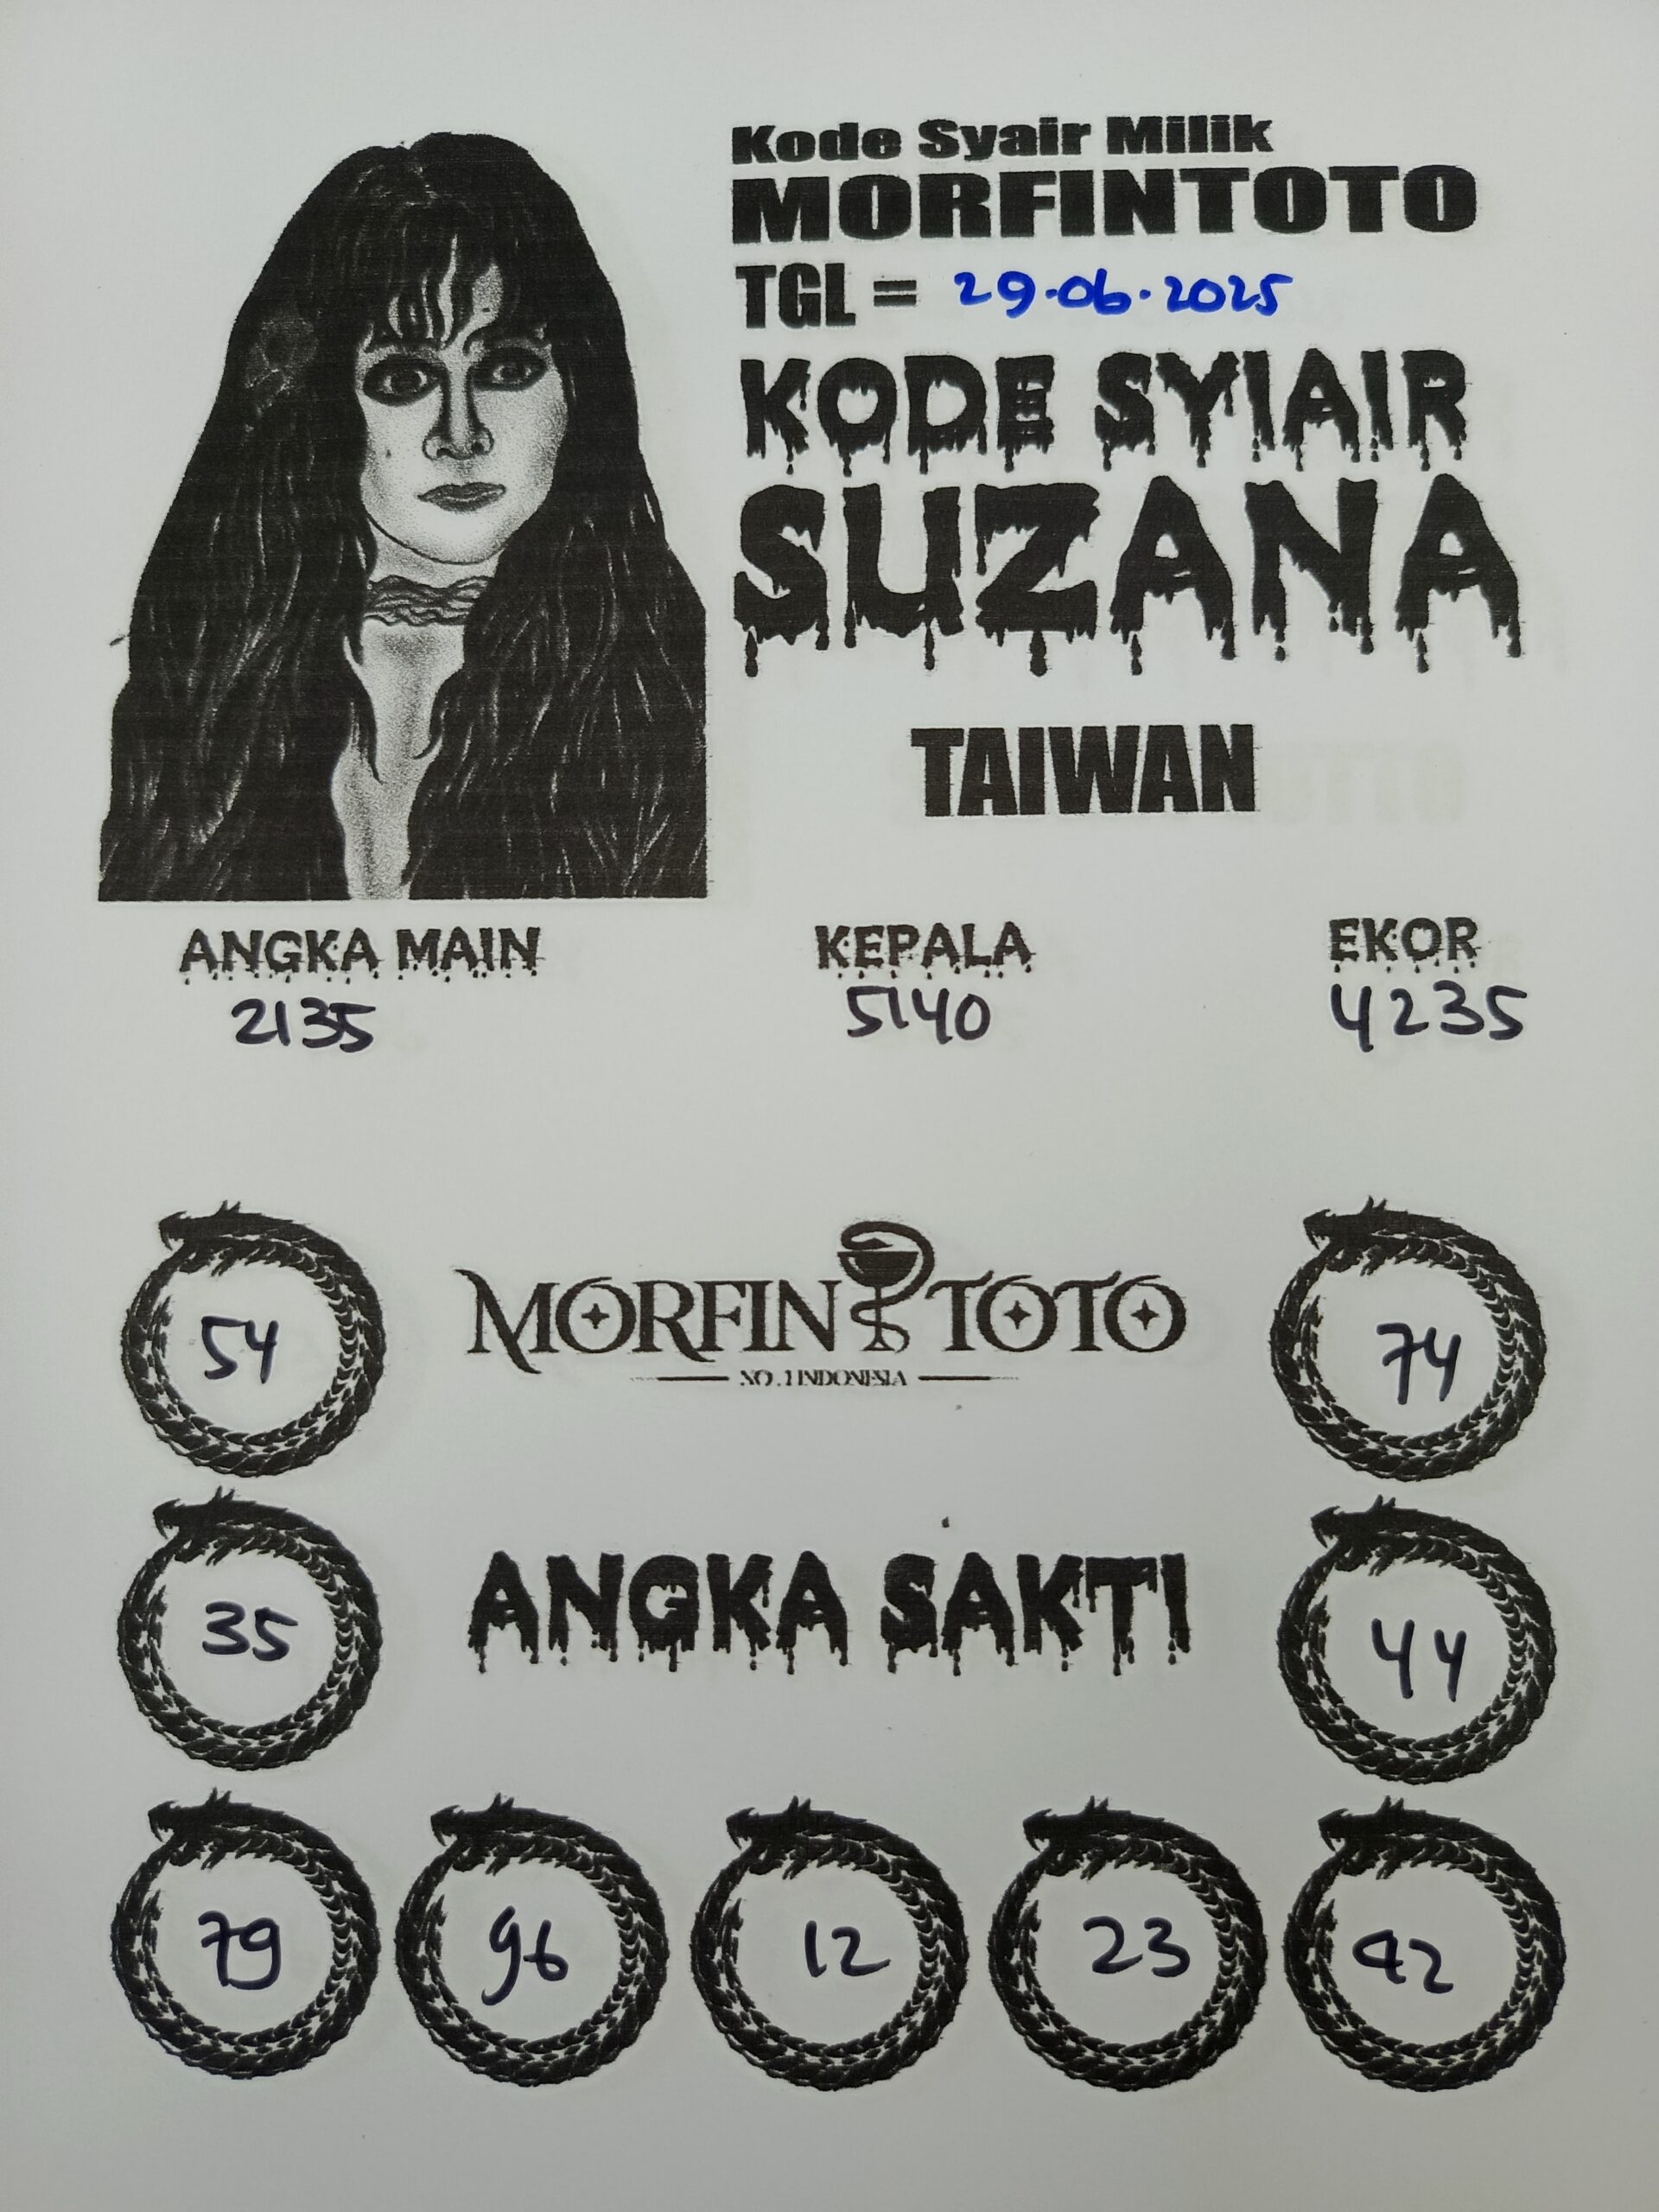 Kode Syair Milik
MORFINTOTO
TGL = 29.06.2025
KODE SYIAIR
SUZANA
TAIWAN
ANGKA MAIN KEPALA EKOR
2135 5140 4235
54 MORFIN TOTO 74
NO.1 INDONESIA
35 ANGKA SAKTI 44
79 96 12 23 42